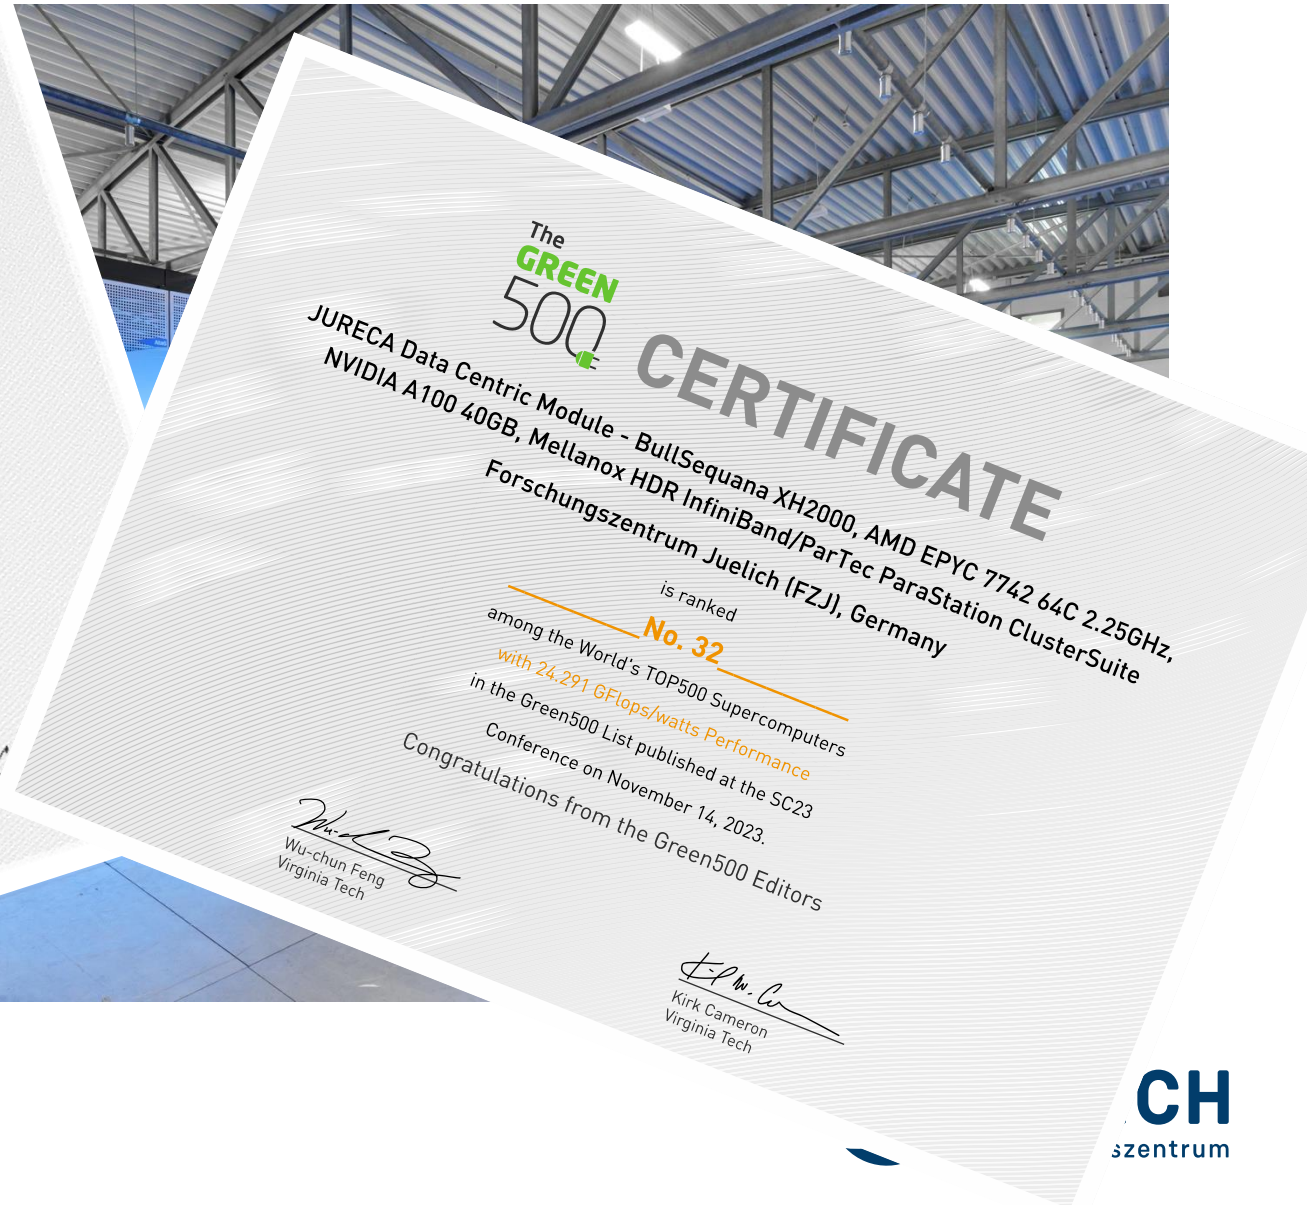 The
GREEN
500
CERTIFICATE
JURECA Data Centric Module - BullSequana XH2000, AMD EPYC 7742 64C 2.25GHz,
NVIDIA A100 40GB, Mellanox HDR InfiniBand/ParTec ParaStation ClusterSuite
Forschungszentrum Juelich (FZJ), Germany
is ranked
No. 32
among the World's TOP500 Supercomputers
with 24.291 GFlops/watts Performance
in the Green500 List published at the SC23
Conference on November 14, 2023.
Congratulations from the Green500 Editors
Wu-chun Feng
Virginia Tech
Kirk Cameron
Virginia Tech
CH
szentrum